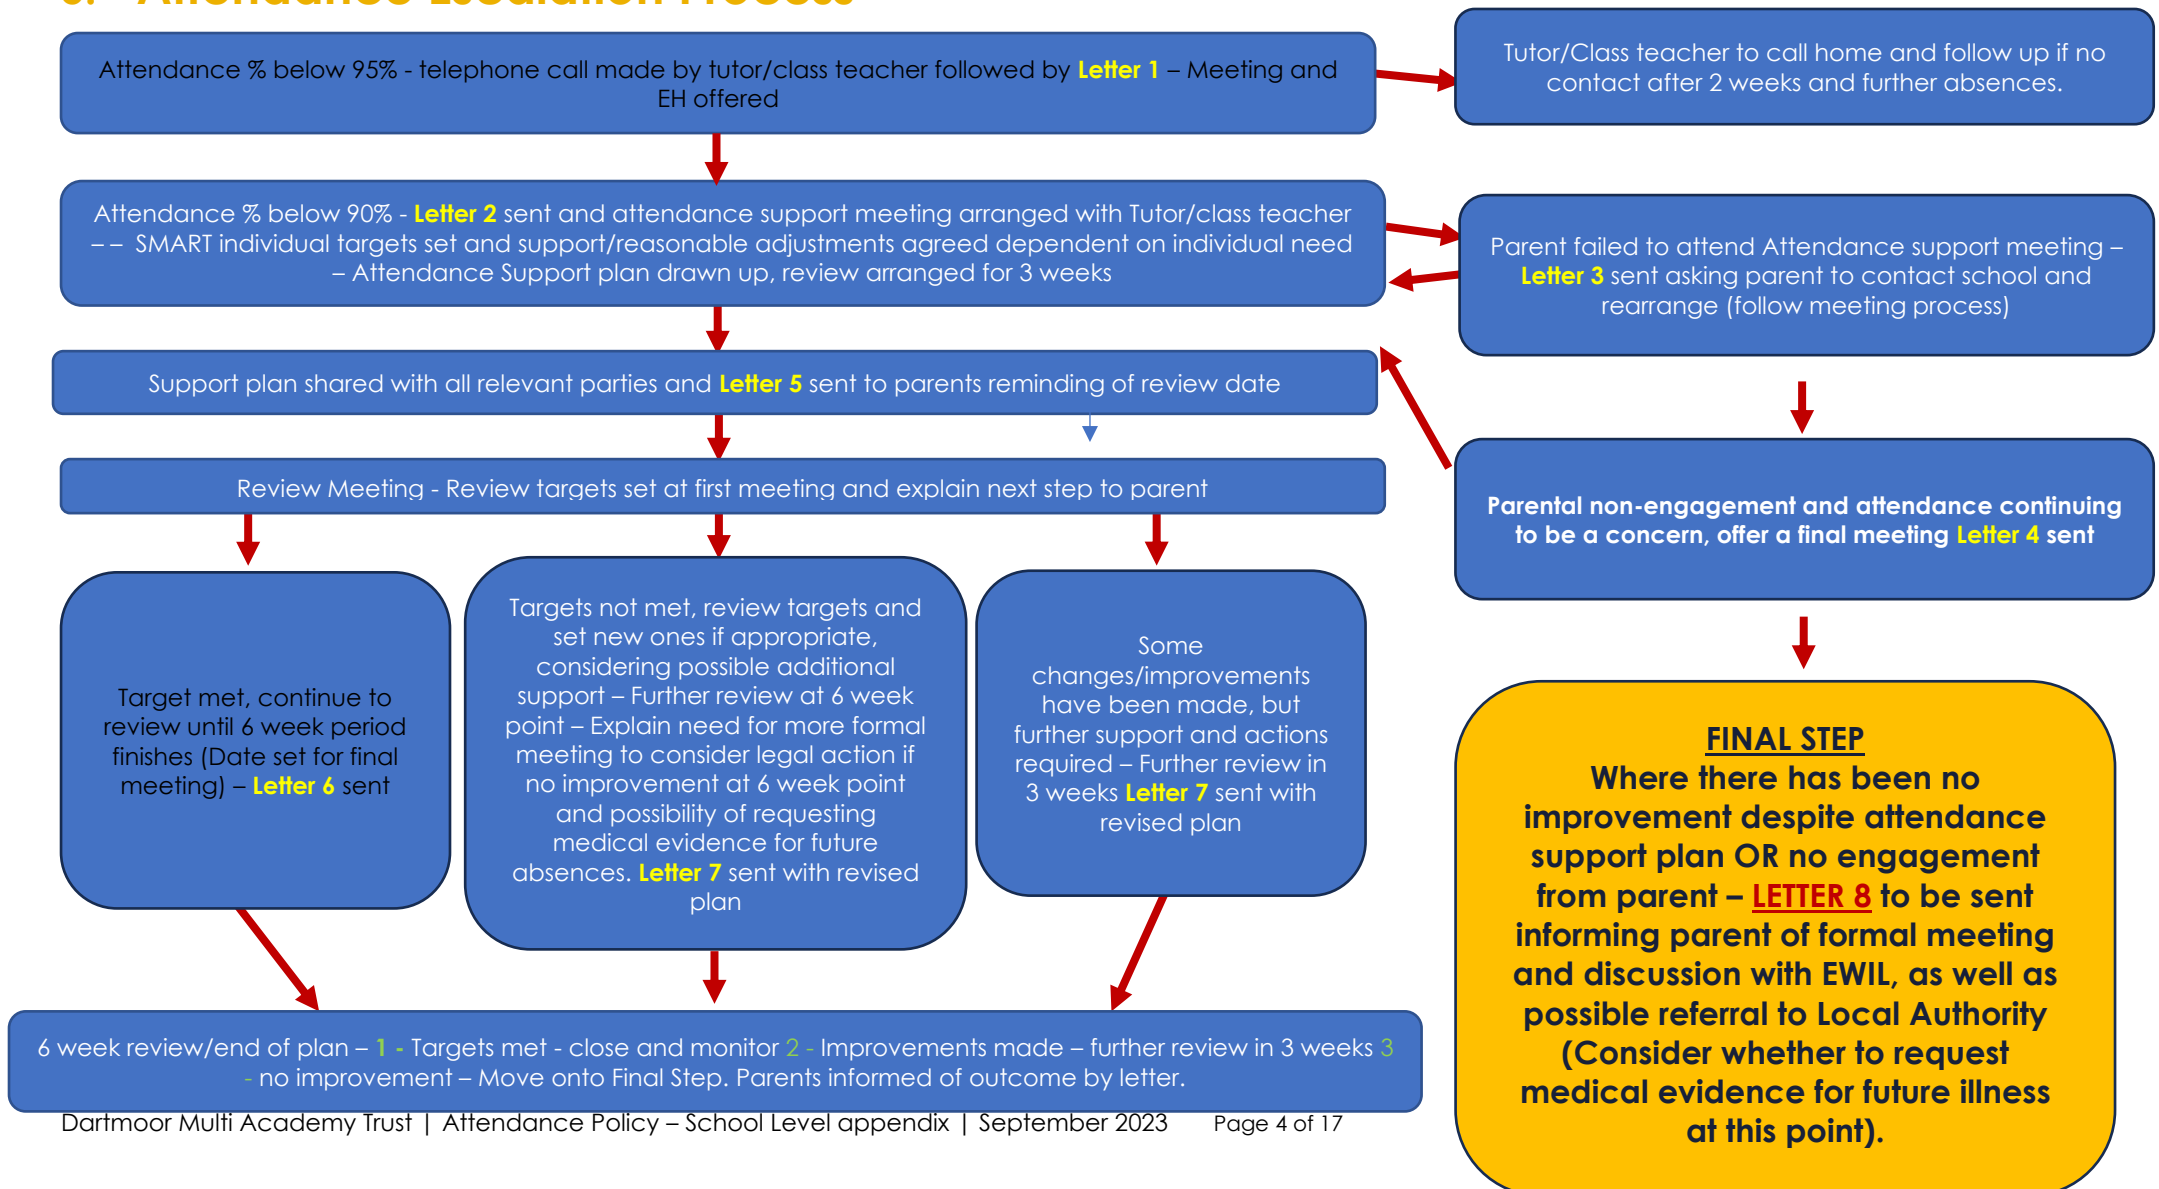 Attendance Escalation Process
Attendance % below 95% - telephone call made by tutor/class teacher followed by Letter 1 – Meeting and
EH offered
Tutor/Class teacher to call home and follow up if no
contact after 2 weeks and further absences.
Attendance % below 90% - Letter 2 sent and attendance support meeting arranged with Tutor/class teacher
– – SMART individual targets set and support/reasonable adjustments agreed dependent on individual need
– Attendance Support plan drawn up, review arranged for 3 weeks
Parent failed to attend Attendance support meeting –
Letter 3 sent asking parent to contact school and
rearrange (follow meeting process)
Support plan shared with all relevant parties and Letter 5 sent to parents reminding of review date
Review Meeting - Review targets set at first meeting and explain next step to parent
Parental non-engagement and attendance continuing
to be a concern, offer a final meeting Letter 4 sent
Target met, continue to
review until 6 week period
finishes (Date set for final
meeting) – Letter 6 sent
Targets not met, review targets and
set new ones if appropriate,
considering possible additional
support – Further review at 6 week
point – Explain need for more formal
meeting to consider legal action if
no improvement at 6 week point
and possibility of requesting
medical evidence for future
absences. Letter 7 sent with revised
plan
Some
changes/improvements
have been made, but
further support and actions
required – Further review in
3 weeks Letter 7 sent with
revised plan
FINAL STEP
Where there has been no
improvement despite attendance
support plan OR no engagement
from parent – LETTER 8 to be sent
informing parent of formal meeting
and discussion with EWIL, as well as
possible referral to Local Authority
(Consider whether to request
medical evidence for future illness
at this point).
6 week review/end of plan – 1 - Targets met - close and monitor 2 - Improvements made – further review in 3 weeks 3
- no improvement – Move onto Final Step. Parents informed of outcome by letter.
Dartmoor Multi Academy Trust | Attendance Policy – School Level appendix | September 2023 Page 4 of 17